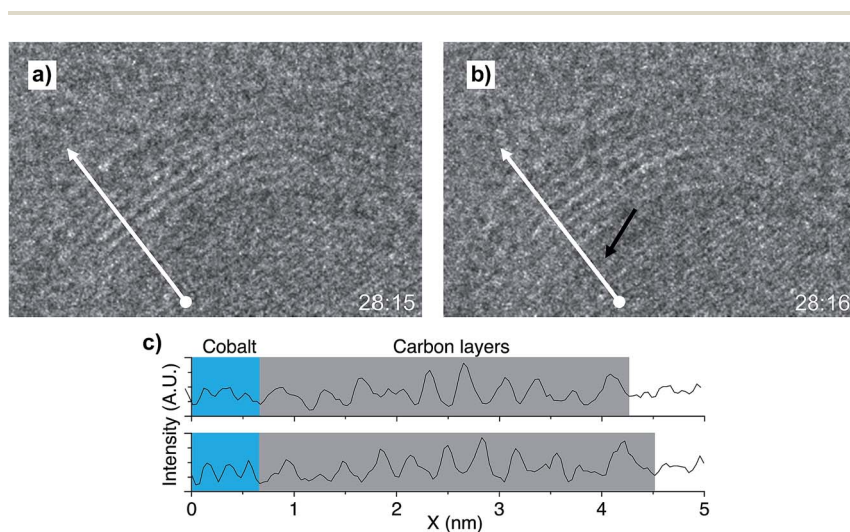 a)
28:15
b)
28:16
c)
Cobalt
Carbon layers
Intensity (A.U.)
0
1
2
3
4
5
X (nm)